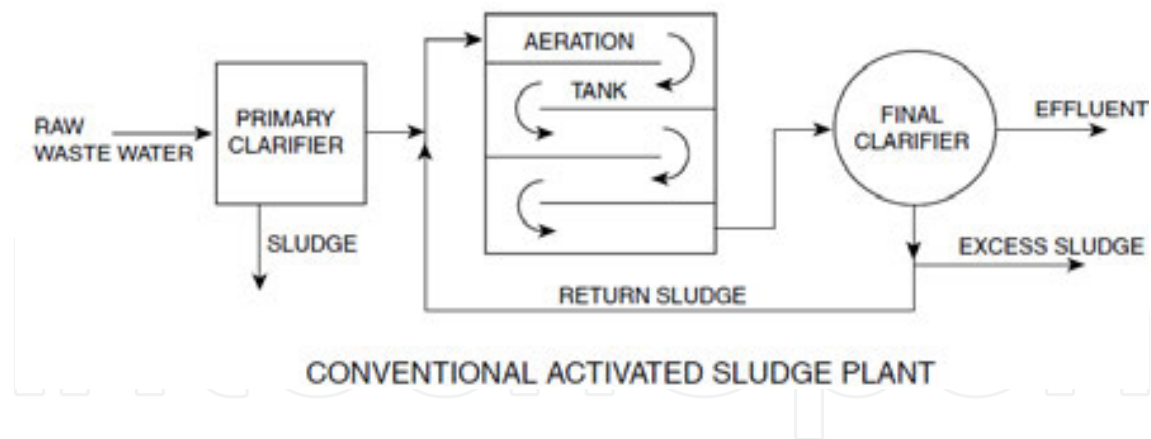 AERATION
TANK
RAW
WASTE WATER
PRIMARY
CLARIFIER
FINAL
CLARIFIER
EFFLUENT
SLUDGE
EXCESS SLUDGE
RETURN SLUDGE
CONVENTIONAL ACTIVATED SLUDGE PLANT